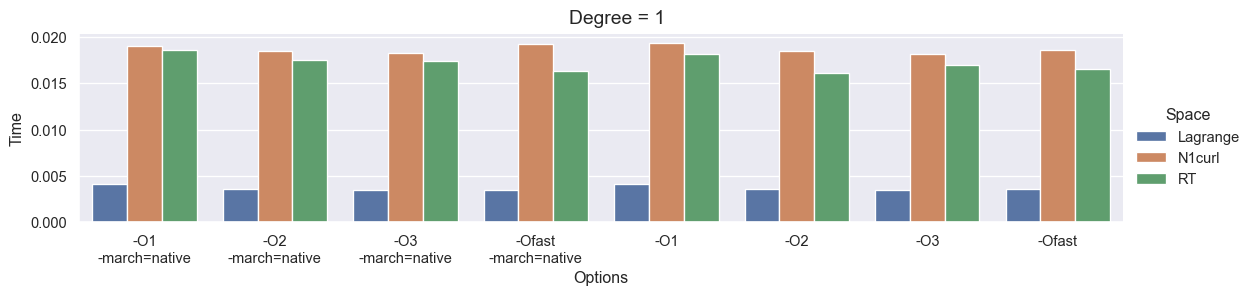 Degree = 1
Time
0.020
0.015
0.010
0.005
0.000
-O1
-march=native
-O2
-march=native
-O3
-march=native
-Ofast
-march=native
-O1
-O2
-O3
-Ofast
Options
Space
Lagrange
N1curl
RT